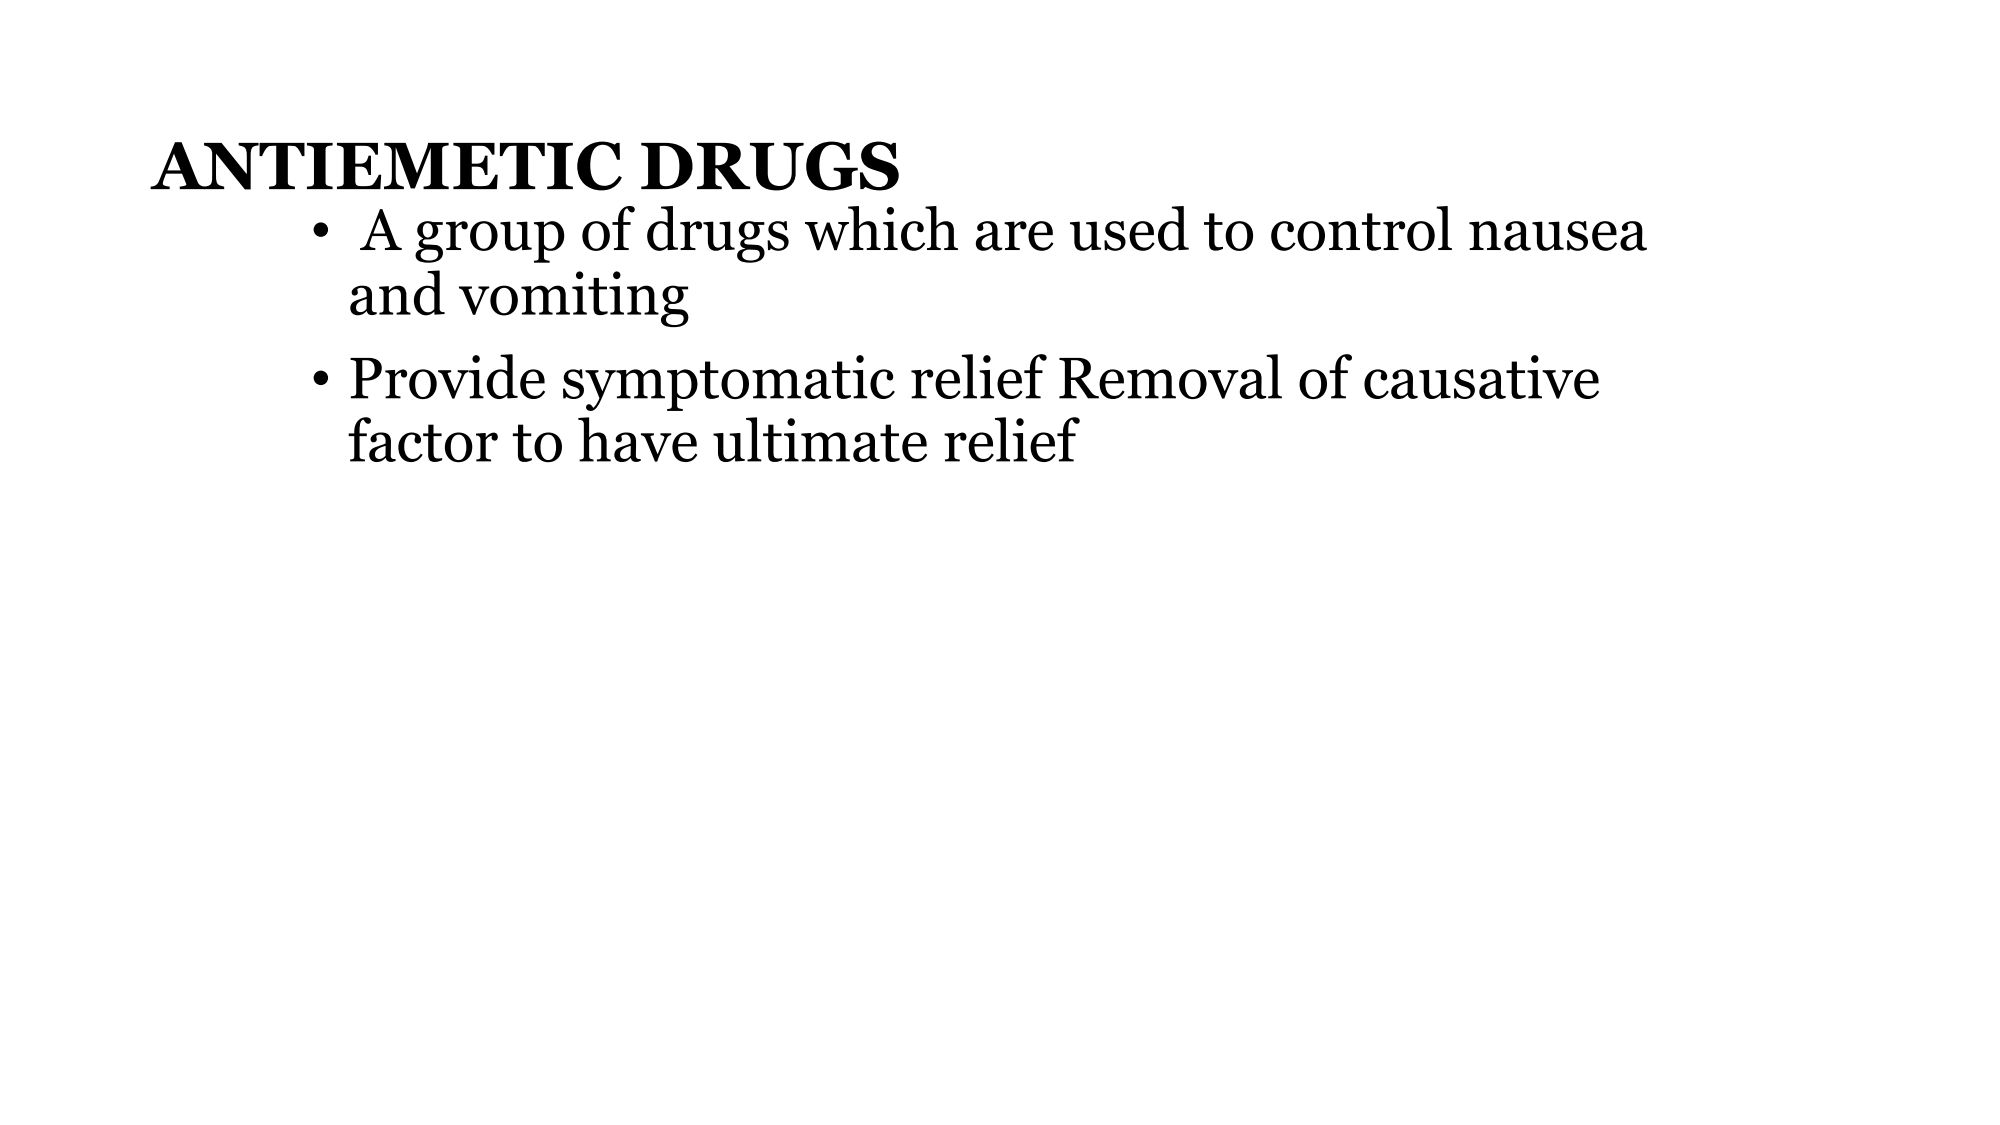 ANTIEMETIC DRUGS
• A group of drugs which are used to control nausea
and vomiting
• Provide symptomatic relief Removal of causative
factor to have ultimate relief